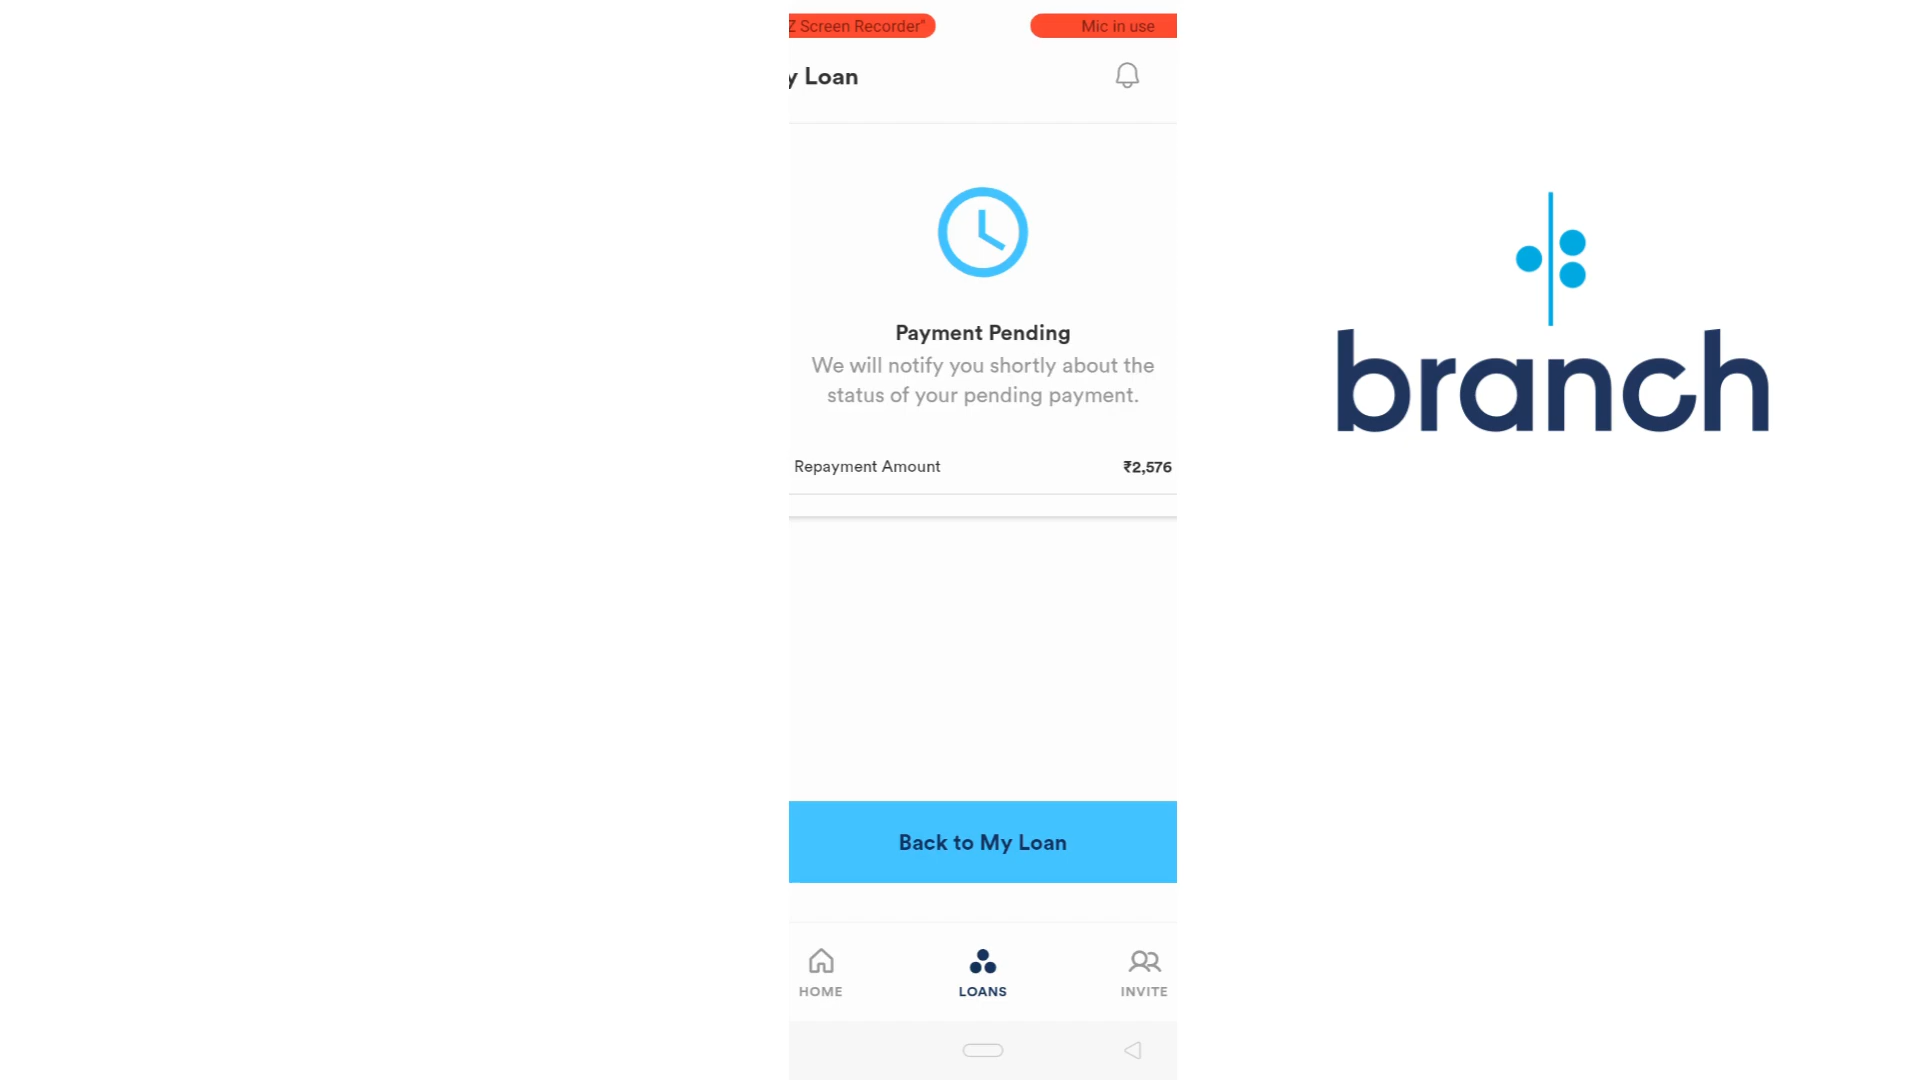 Z Screen Recorder"
Mic in use
y Loan
Payment Pending
We will notify you shortly about the
status of your pending payment.
Repayment Amount
₹2,576
Back to My Loan
HOME
LOANS
INVITE
branch